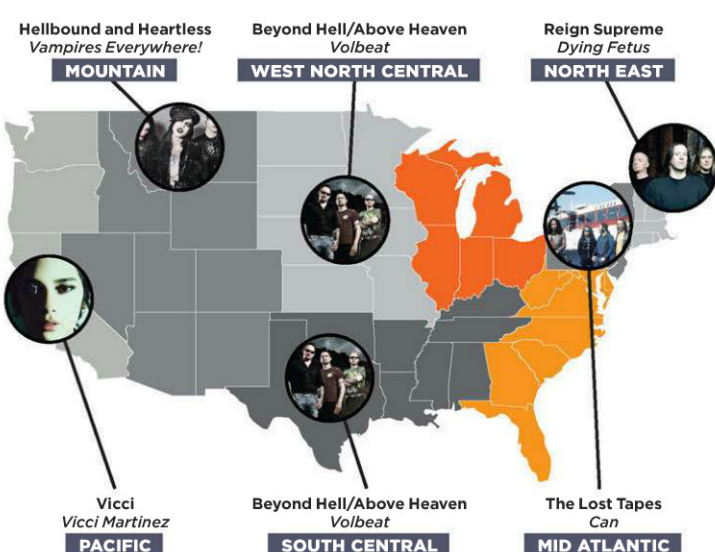 Hellbound and Heartless
Vampires Everywhere!
MOUNTAIN
Beyond Hell/Above Heaven
Volbeat
WEST NORTH CENTRAL
Reign Supreme
Dying Fetus
NORTH EAST
Vicci
Vicci Martinez
PACIFIC
Beyond Hell/Above Heaven
Volbeat
SOUTH CENTRAL
The Lost Tapes
Can
MID ATLANTIC